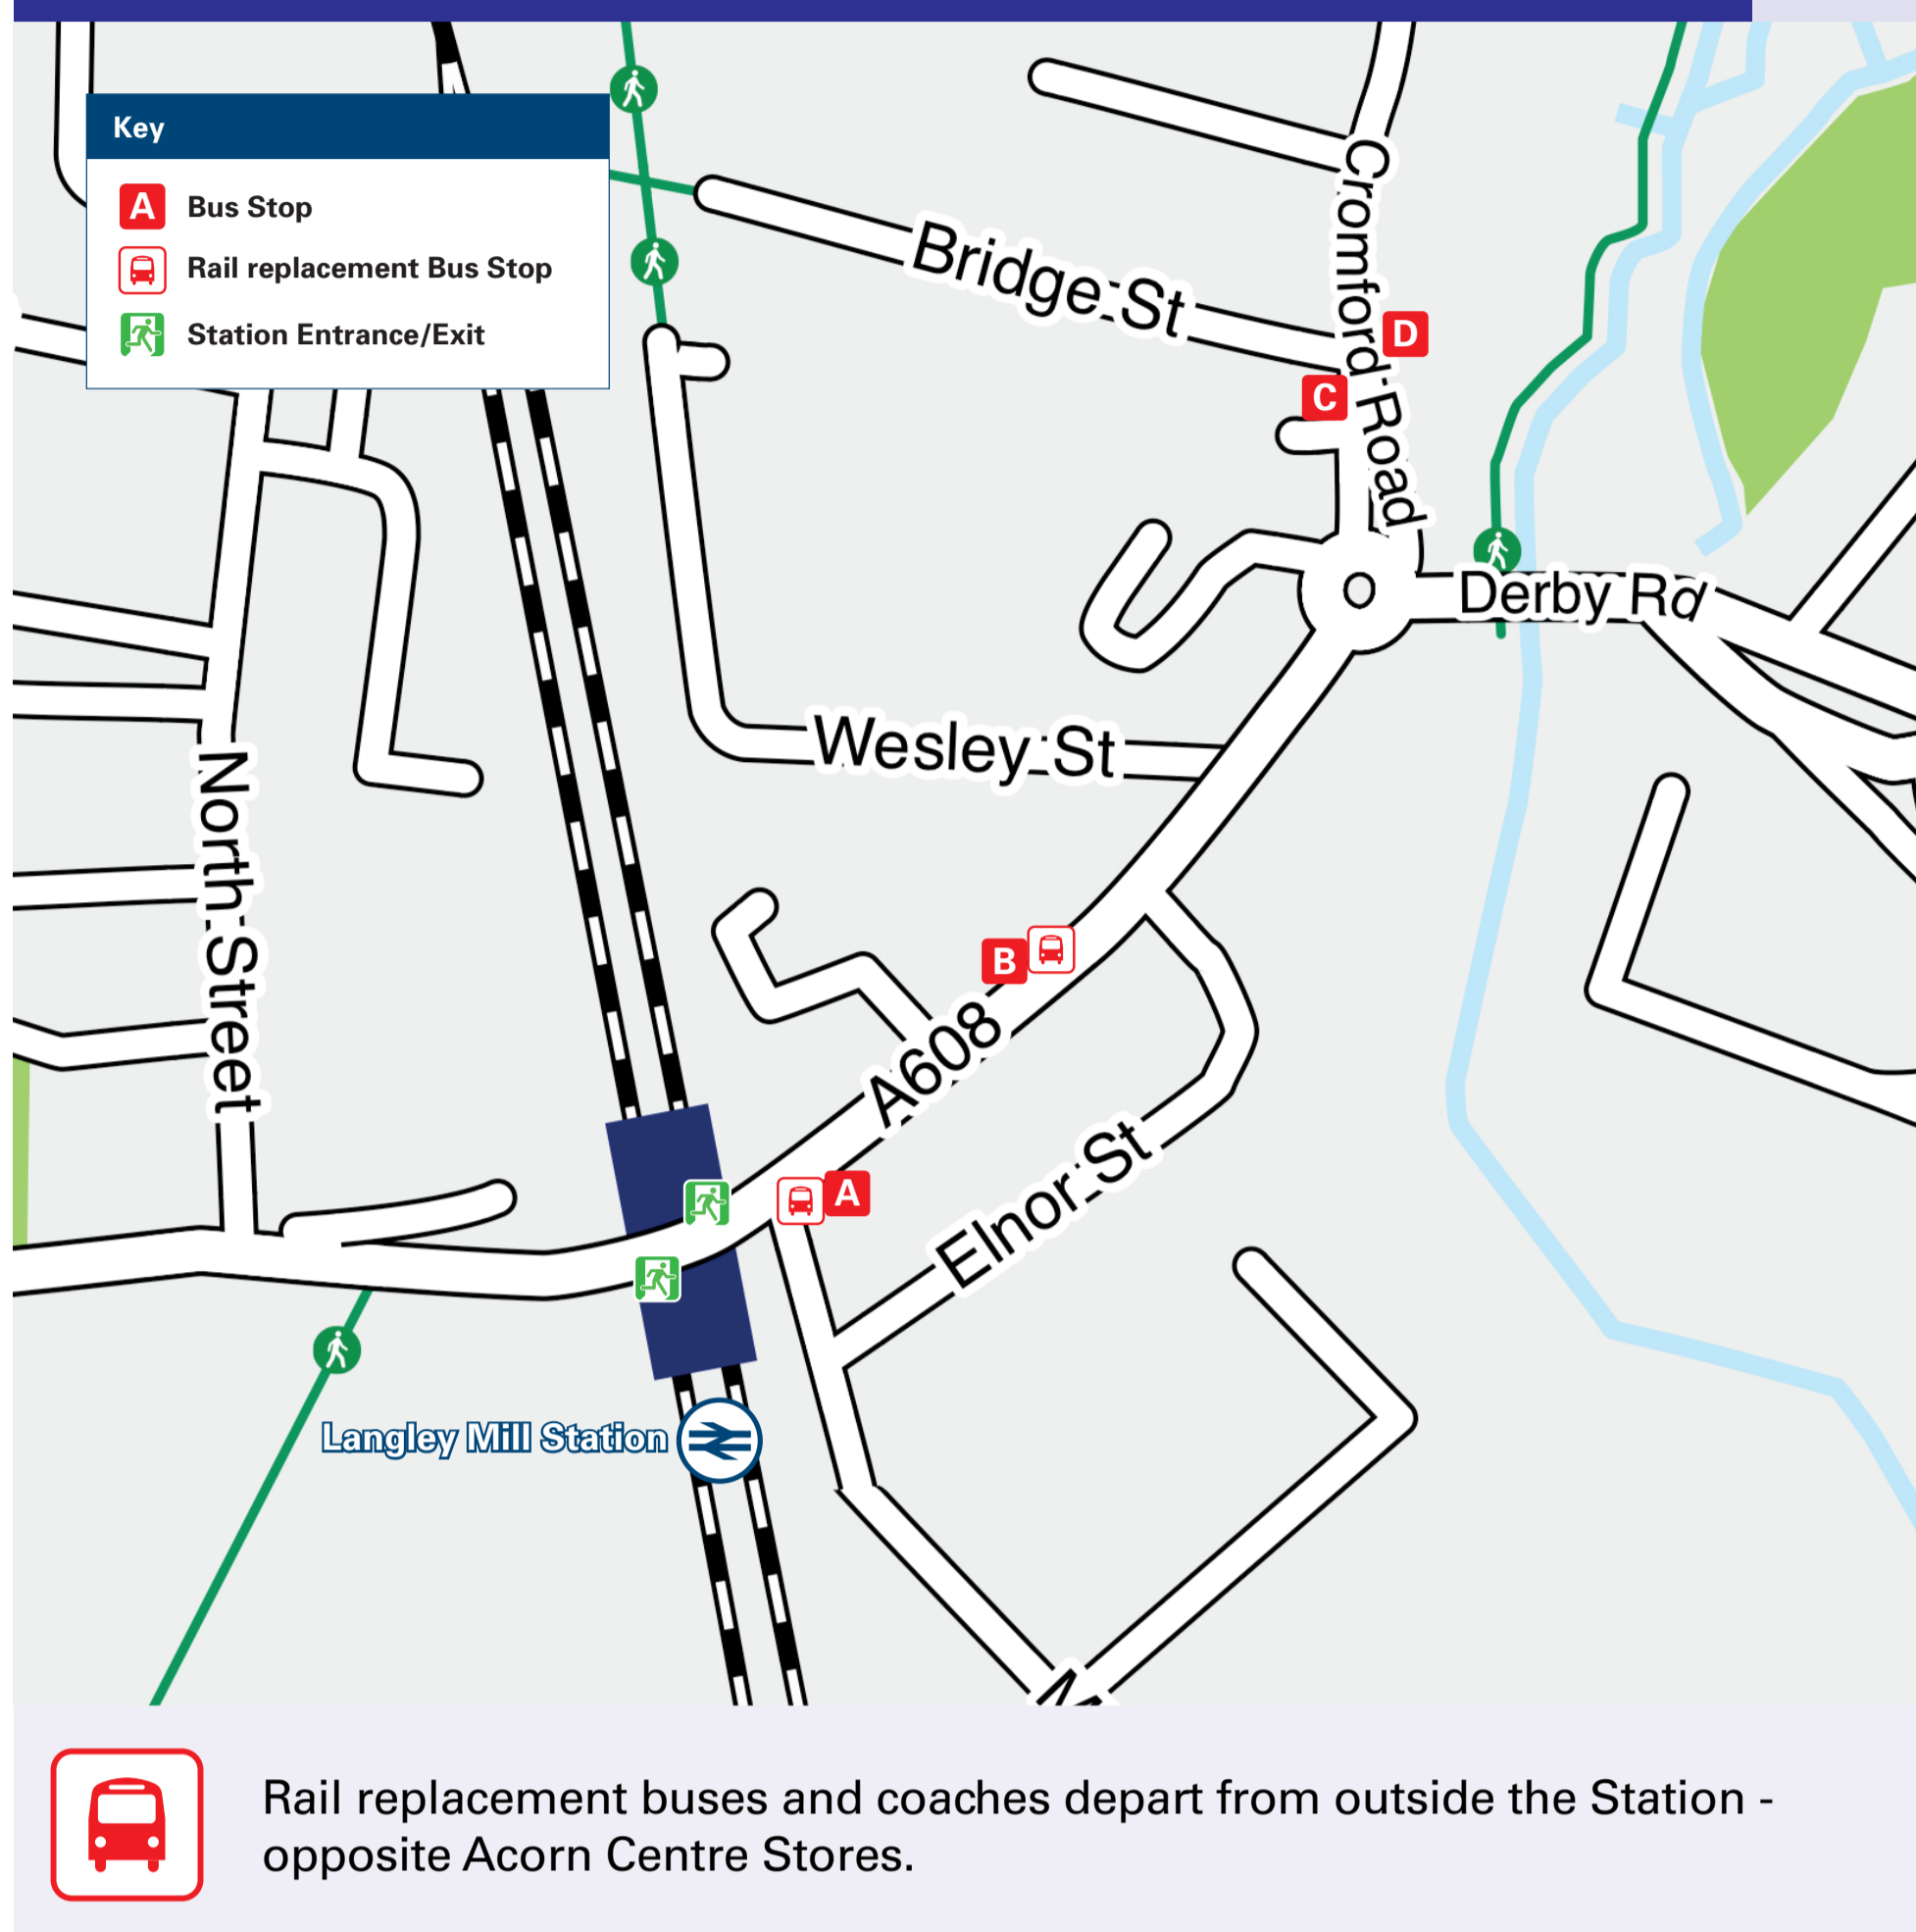 Key
A Bus Stop
Rail replacement Bus Stop
Station Entrance/Exit
Cromford Road
Bridge St
D
C
Derby Rd
Wesley St
North Street
B
A608
A
Elnor St
Langley Mill Station
Rail replacement buses and coaches depart from outside the Station -
opposite Acorn Centre Stores.